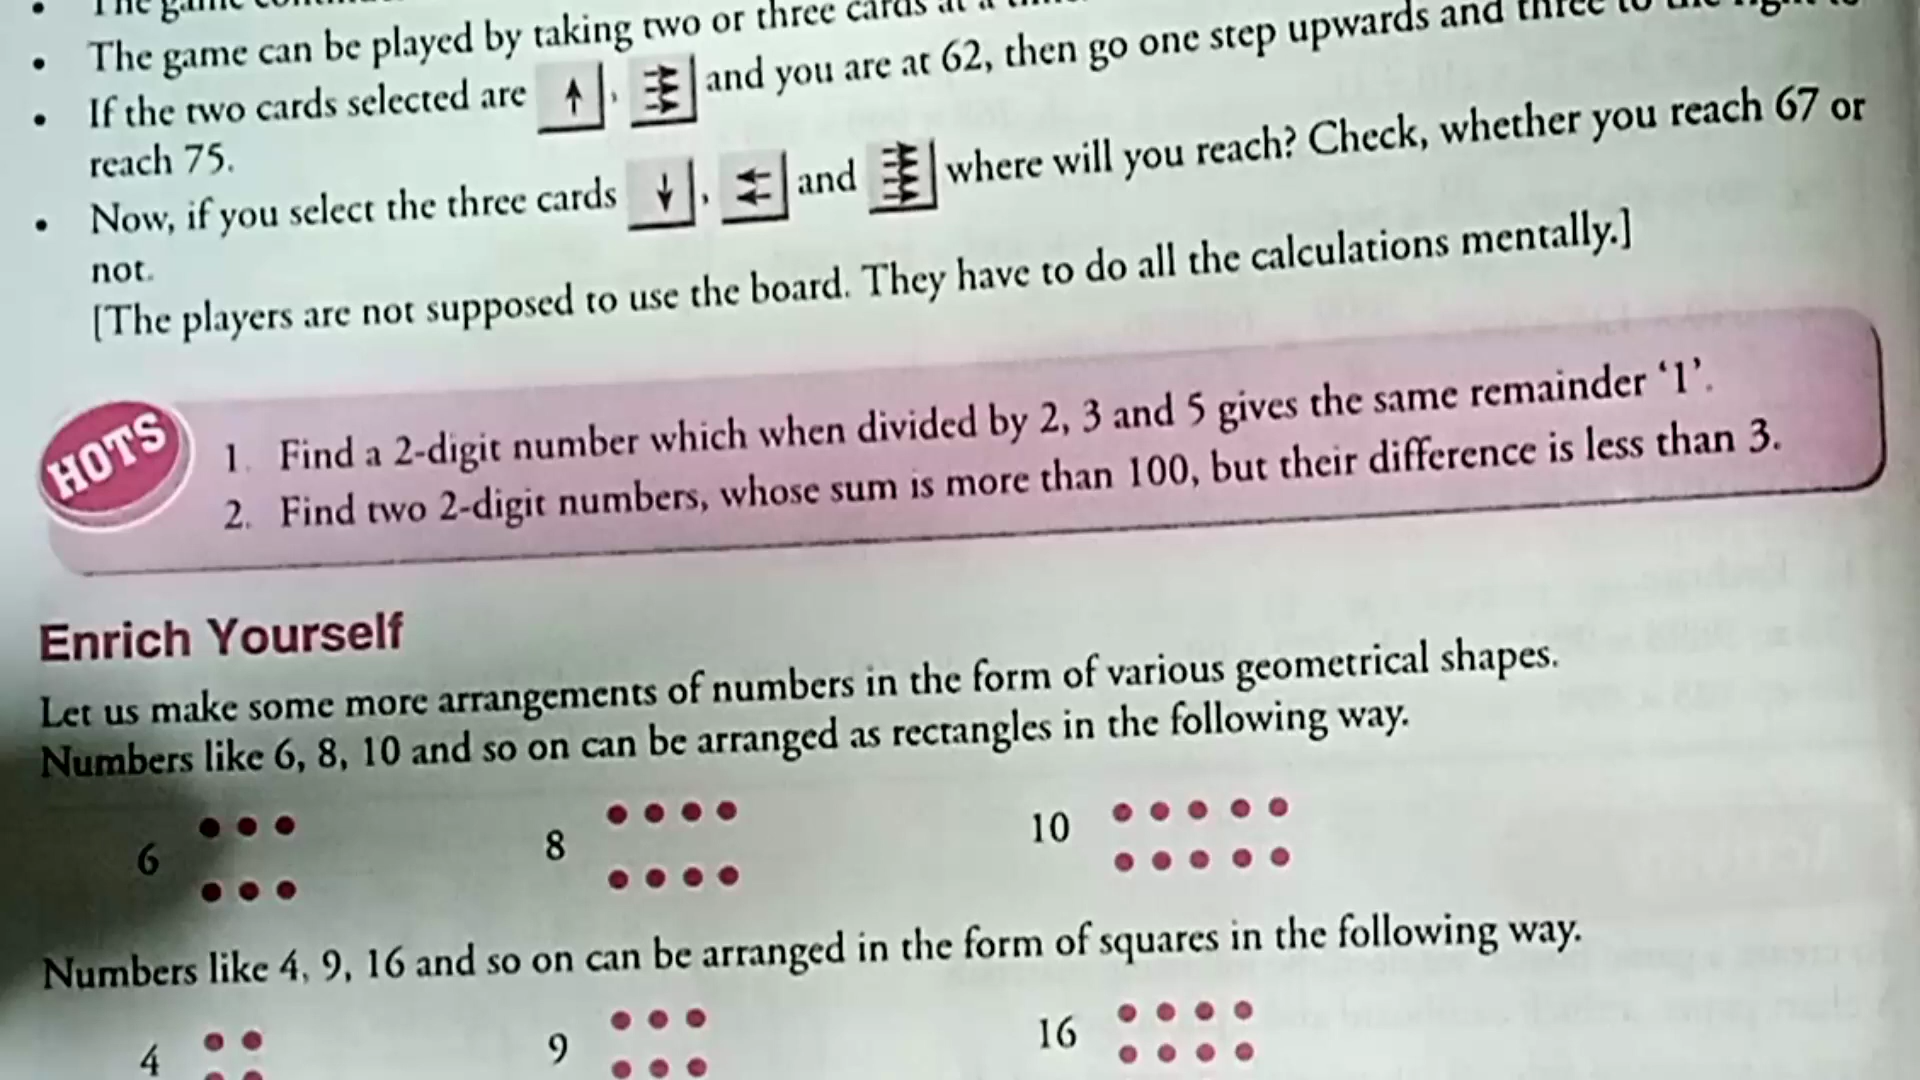 The game
The game can be played by taking two or three cards at a
If the two cards selected are , and you are at 62, then go one step upwards and three to the right to
reach 75.
Now, if you select the three cards , and where will you reach? Check, whether you reach 67 or
not.
[The players are not supposed to use the board. They have to do all the calculations mentally.]
HOTS
1. Find a 2-digit number which when divided by 2, 3 and 5 gives the same remainder ‘1’.
2. Find two 2-digit numbers, whose sum is more than 100, but their difference is less than 3.
Enrich Yourself
Let us make some more arrangements of numbers in the form of various geometrical shapes.
Numbers like 6, 8, 10 and so on can be arranged as rectangles in the following way.
6 8 10
Numbers like 4, 9, 16 and so on can be arranged in the form of squares in the following way.
4 9 16